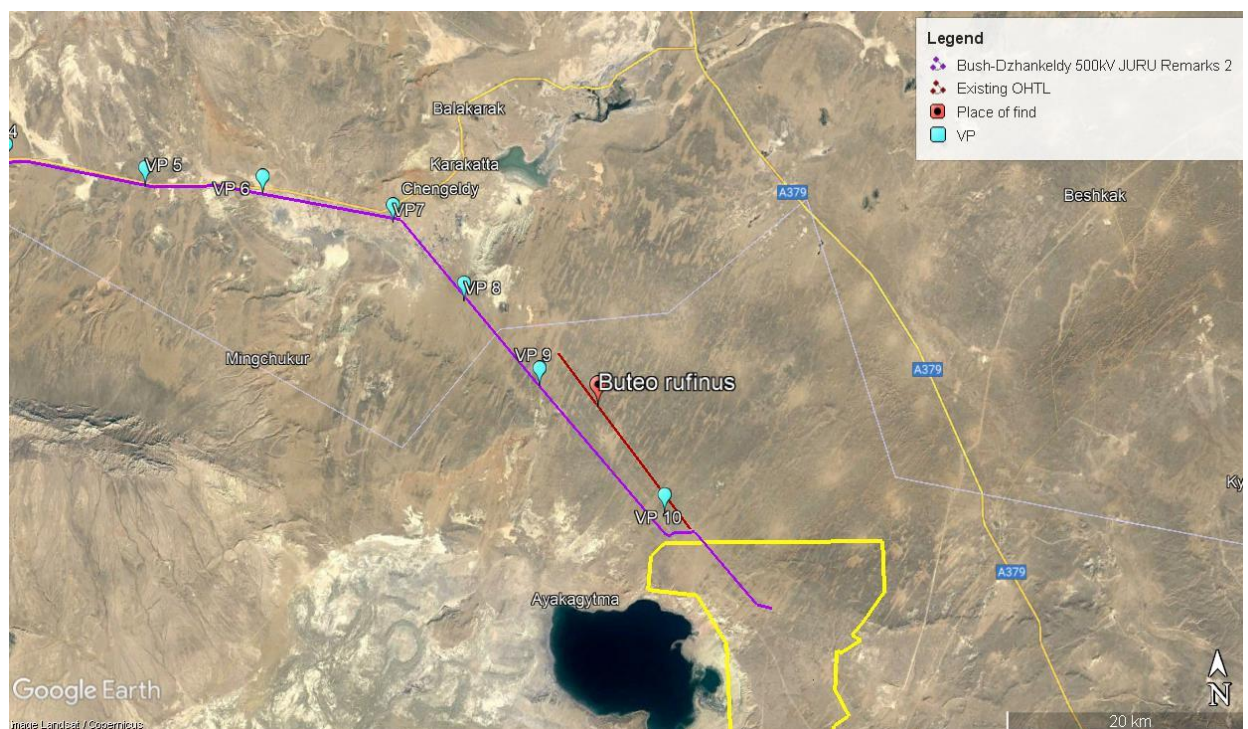 Legend
Bush-Dzhankeldy 500kV JURU Remarks 2
Existing OHTL
Place of find
VP
Balakarak
4
VP 5
Karakatta
VP 6
Chengeldy
VP7
A379
Beshkak
VP 8
Mingchukur
VP 9
Buteo rufinus
A379
Ky
VP 10
A379
Ayakagytma
Google Earth
N
Image Landsat / Copernicus
20 km